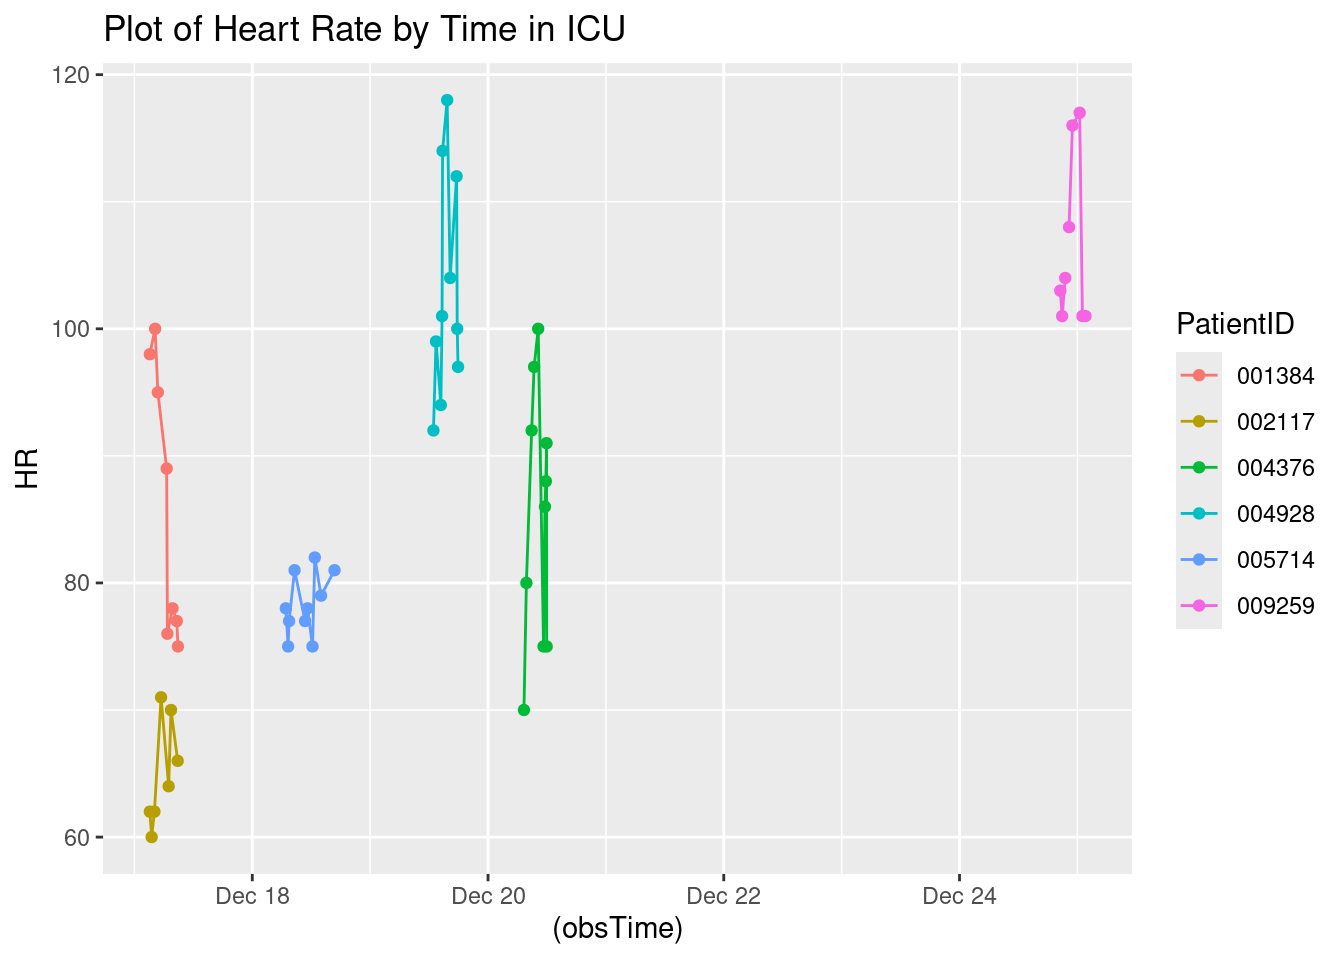 Plot of Heart Rate by Time in ICU
120
100
80
60
HR
Dec 18
Dec 20
Dec 22
Dec 24
(obsTime)
PatientID
001384
002117
004376
004928
005714
009259